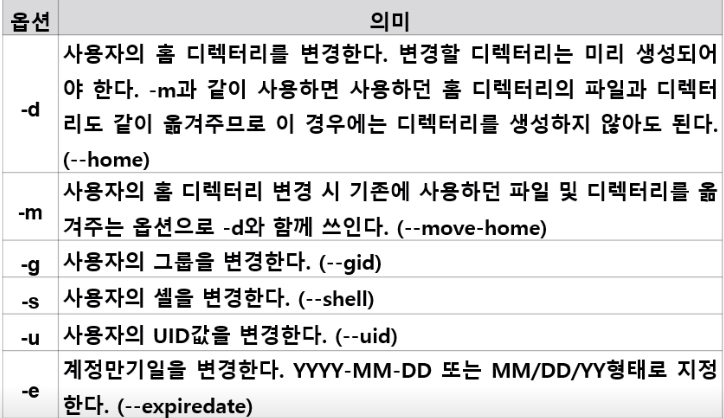 옵션 의미
-d
사용자의 홈 디렉터리를 변경한다. 변경할 디렉터리는 미리 생성되어
야 한다. -m과 같이 사용하면 사용하던 홈 디렉터리의 파일과 디렉터
리도 같이 옮겨주므로 이 경우에는 디렉터리를 생성하지 않아도 된다.
(--home)
-m
사용자의 홈 디렉터리 변경 시 기존에 사용하던 파일 및 디렉터리를 옮
겨주는 옵션으로 -d와 함께 쓰인다. (--move-home)
-g 사용자의 그룹을 변경한다. (--gid)
-s 사용자의 셸을 변경한다. (--shell)
-u 사용자의 UID값을 변경한다. (--uid)
-e
계정만기일을 변경한다. YYYY-MM-DD 또는 MM/DD/YY형태로 지정
한다. (--expiredate)